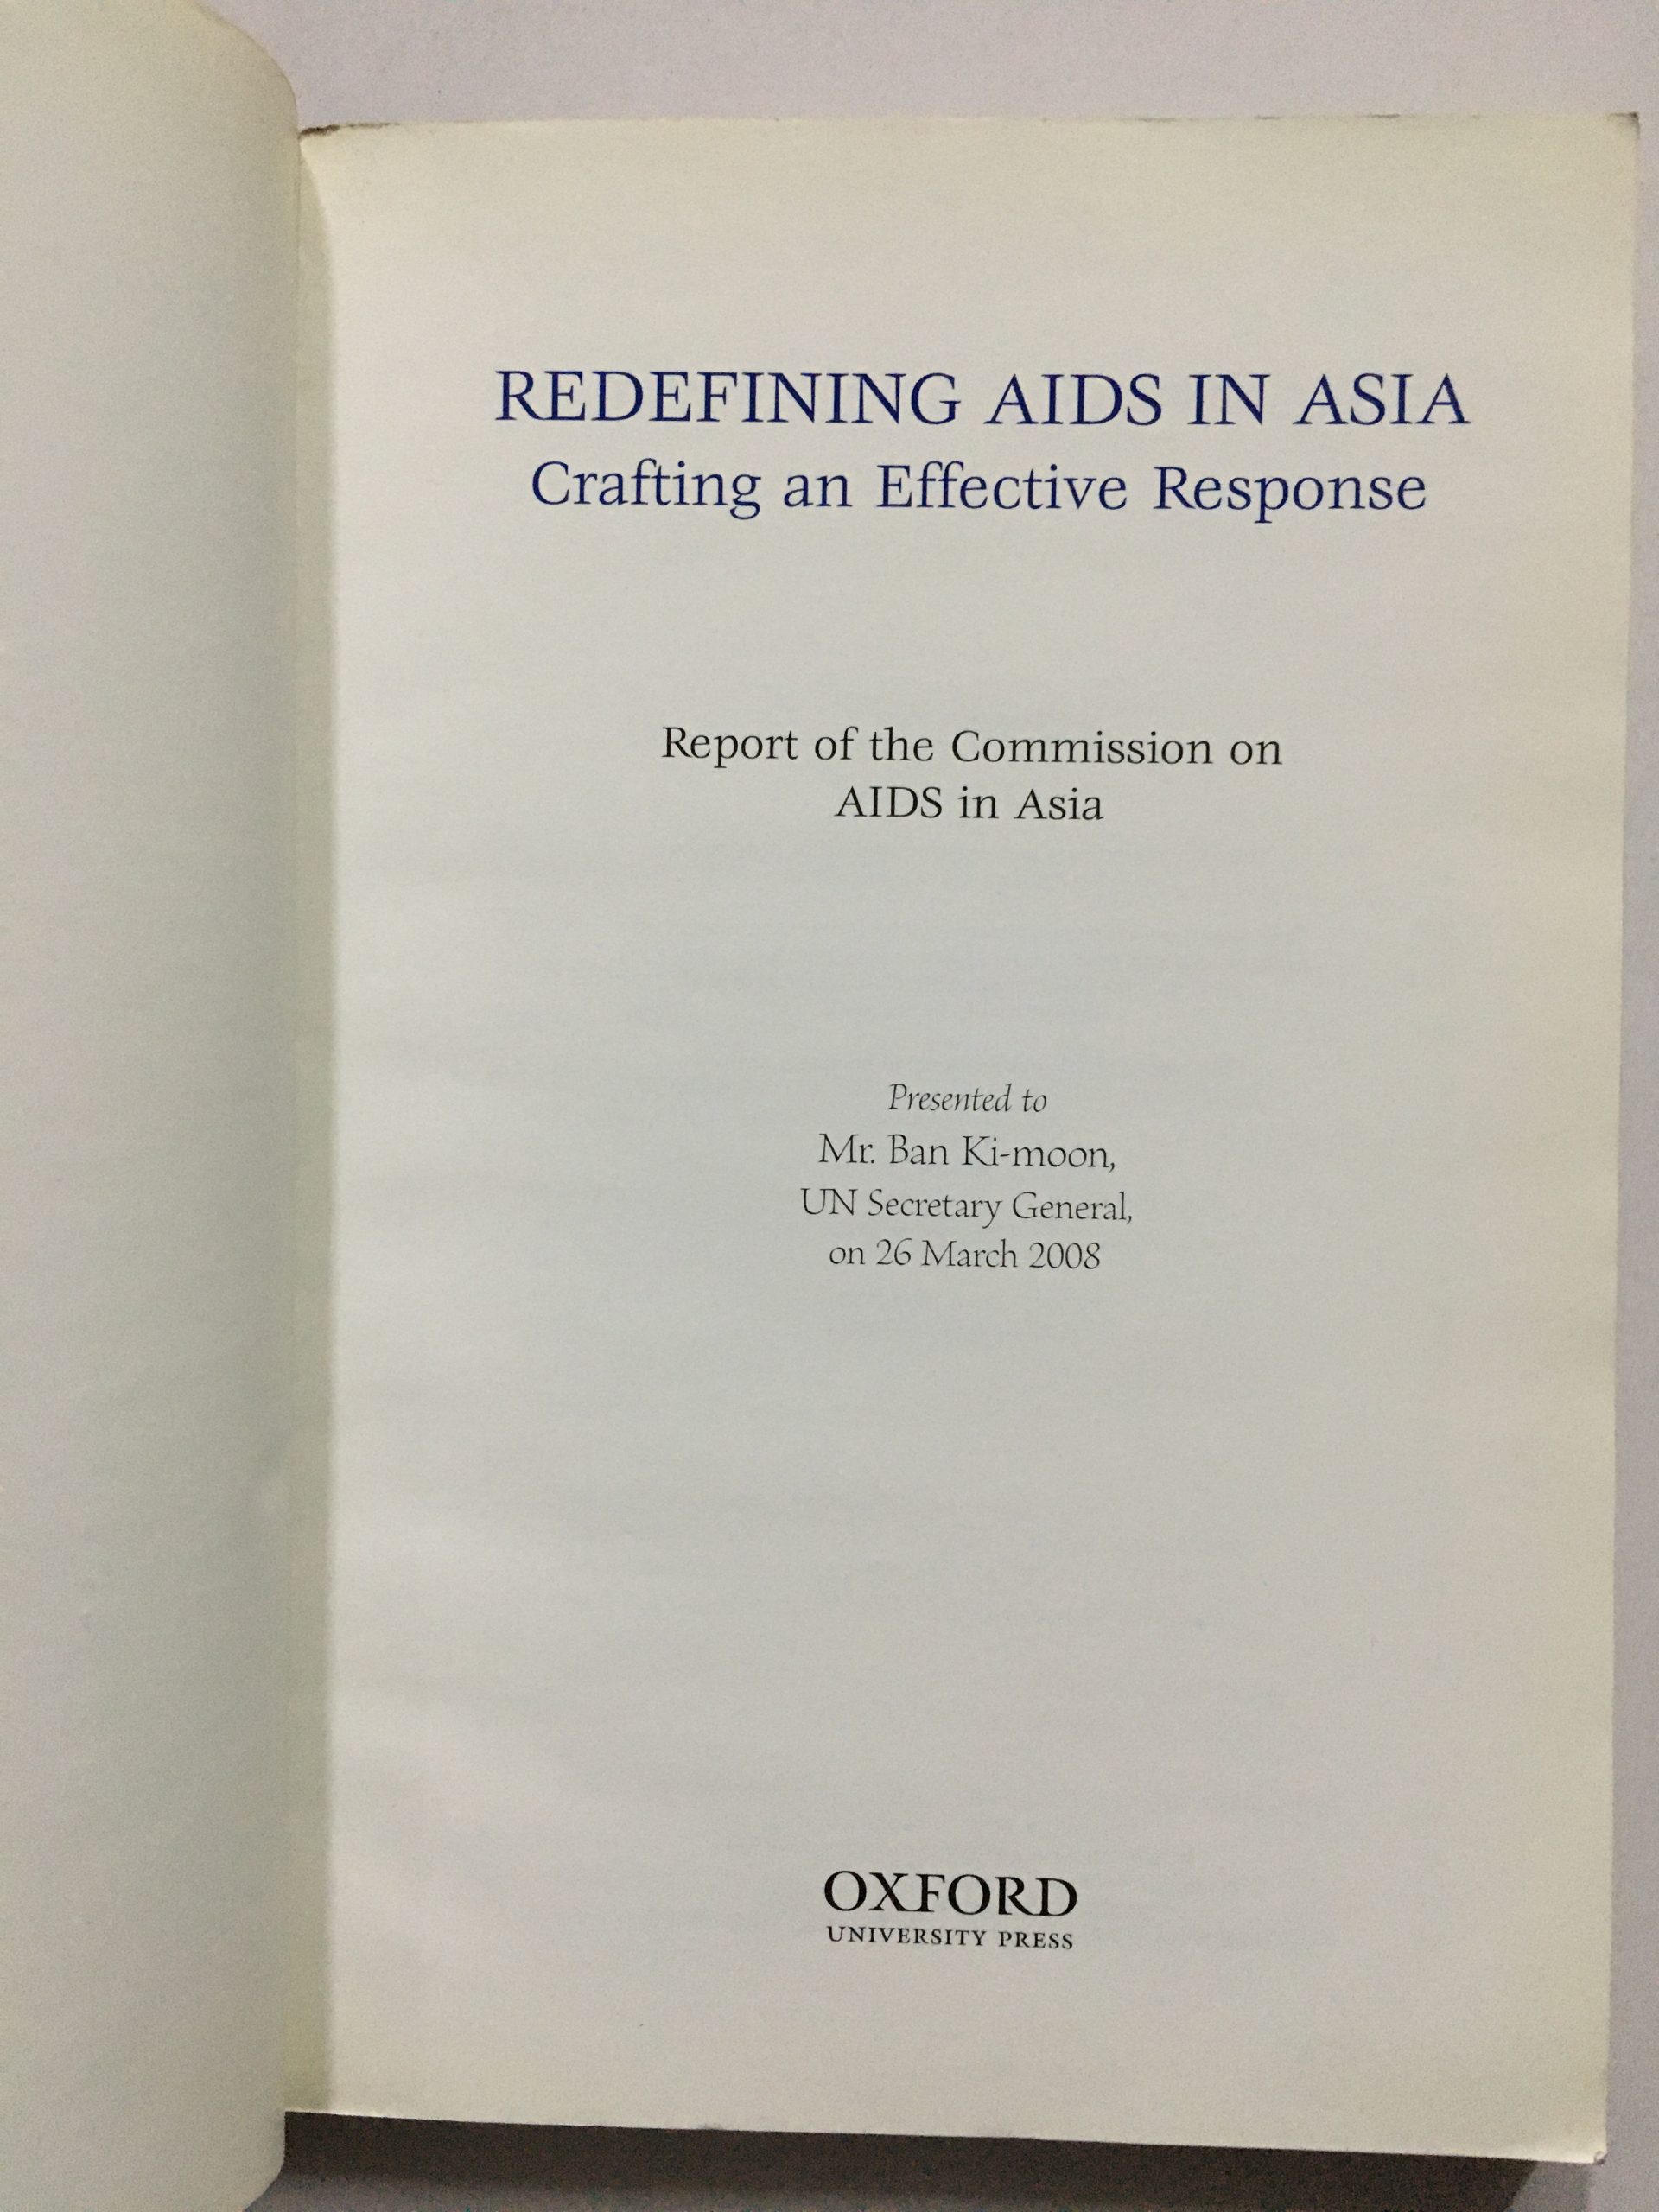 REDEFINING AIDS IN ASIA
Crafting an Effective Response
Report of the Commission on
AIDS in Asia
Presented to
Mr. Ban Ki-moon,
UN Secretary General,
on 26 March 2008
OXFORD
UNIVERSITY PRESS